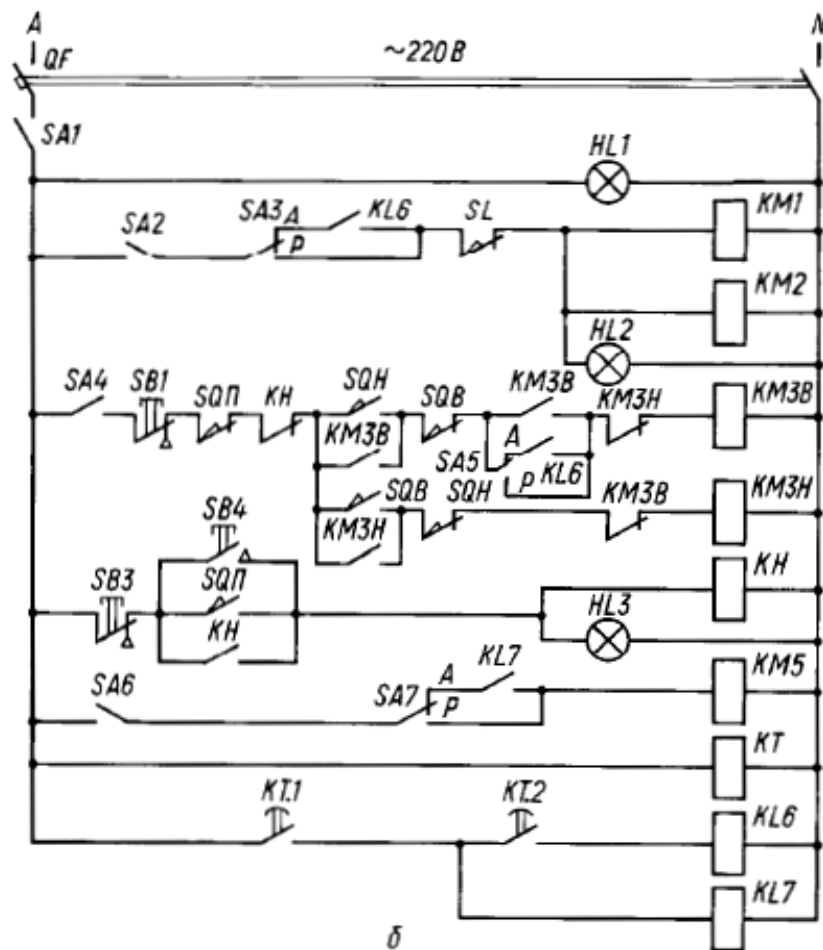 A N
QF ~220В
SA1
HL1
SA2 SA3 A KL6 SL KM1
P
KM2
HL2
SA4 SB1 SQП KH SQH SQB KM3B KM3H KM3B
KM3B SA5 A KL6
P
SQB SQH KM3B KM3H
KM3H
SB4
SB3 SQП KH
KH HL3
SA6 SA7 A KL7 KM5
P
KT
KT.1 KT.2 KL6
KL7
б